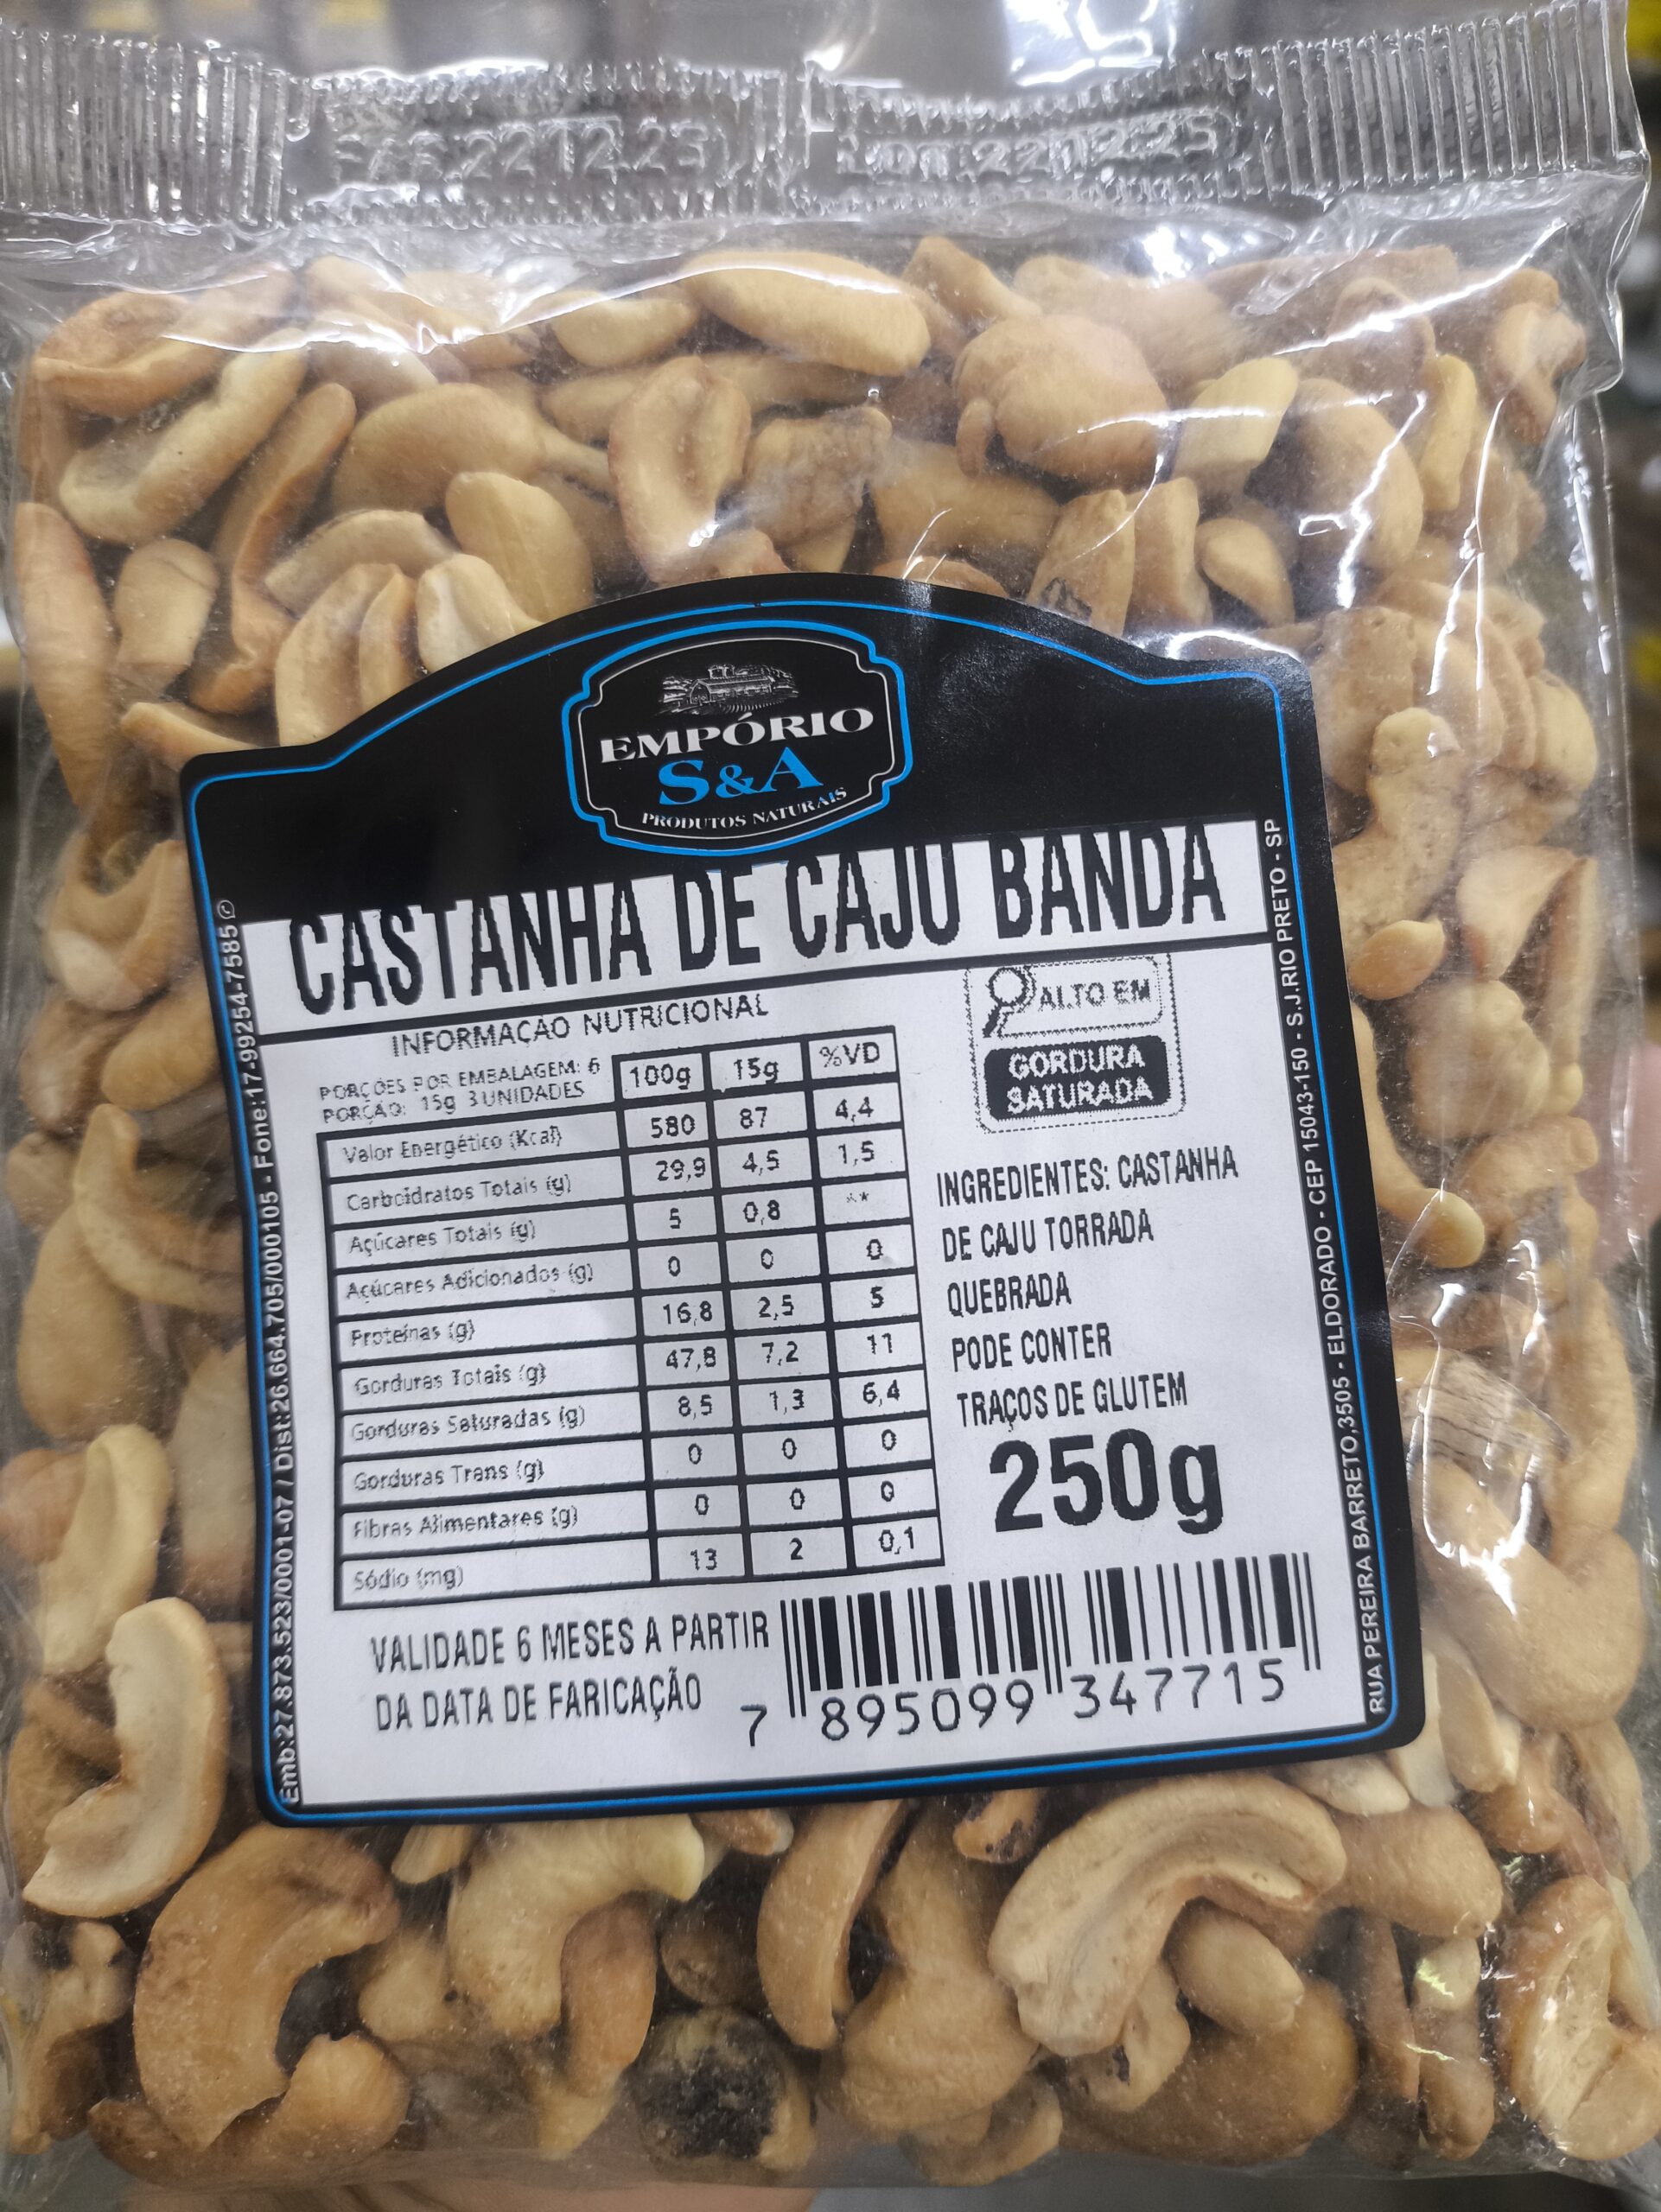 221223
221223
EMPÓRIO
S&A
PRODUTOS NATURAIS
CASTANHA DE CAJU BANDA
INFORMAÇÃO NUTRICIONAL
PORÇÕES POR EMBALAGEM: 6
PORÇÃO: 15g 3 UNIDADES
100g 15g %VD
Valor Energético (Kcal) 580 87 4,4
Carboidratos Totais (g) 29,9 4,5 1,5
Açúcares Totais (g) 5 0,8 **
Açúcares Adicionados (g) 0 0 0
Proteínas (g) 16,8 2,5 5
Gorduras Totais (g) 47,8 7,2 11
Gorduras Saturadas (g) 8,5 1,3 6,4
Gorduras Trans (g) 0 0 0
Fibras Alimentares (g) 0 0 0
Sódio (mg) 13 2 0,1
ALTO EM
GORDURA
SATURADA
INGREDIENTES: CASTANHA
DE CAJU TORRADA
QUEBRADA
PODE CONTER
TRAÇOS DE GLUTEM
250g
VALIDADE 6 MESES A PARTIR
DA DATA DE FARICAÇÃO
7 895099 347715
Emb:27.873.523/0001-07 / Dist:26.664.705/000105 - Fone:17-99254-7585
RUA PEREIRA BARRETO,3505 - ELDORADO - CEP 15043-150 - S.J.RIO PRETO - SP